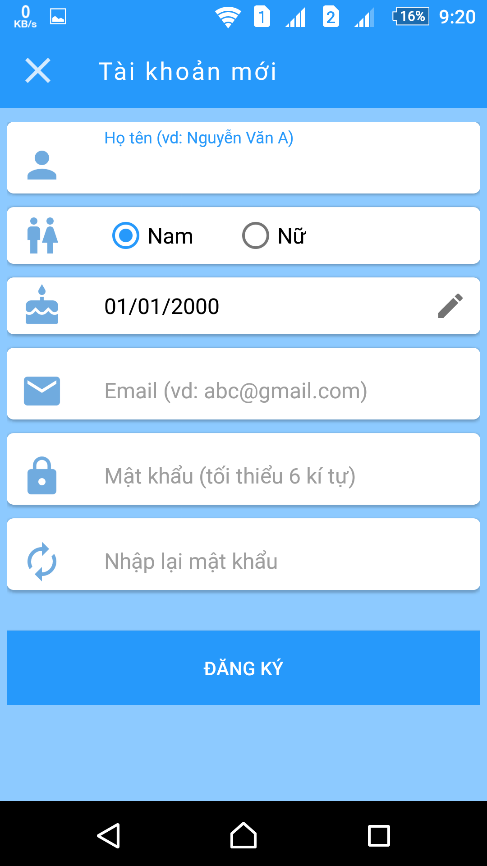 0
KB/s
1
2
16%
9:20
Tài khoản mới
Họ tên (vd: Nguyễn Văn A)
Nam
Nữ
01/01/2000
Email (vd: abc@gmail.com)
Mật khẩu (tối thiểu 6 kí tự)
Nhập lại mật khẩu
ĐĂNG KÝ